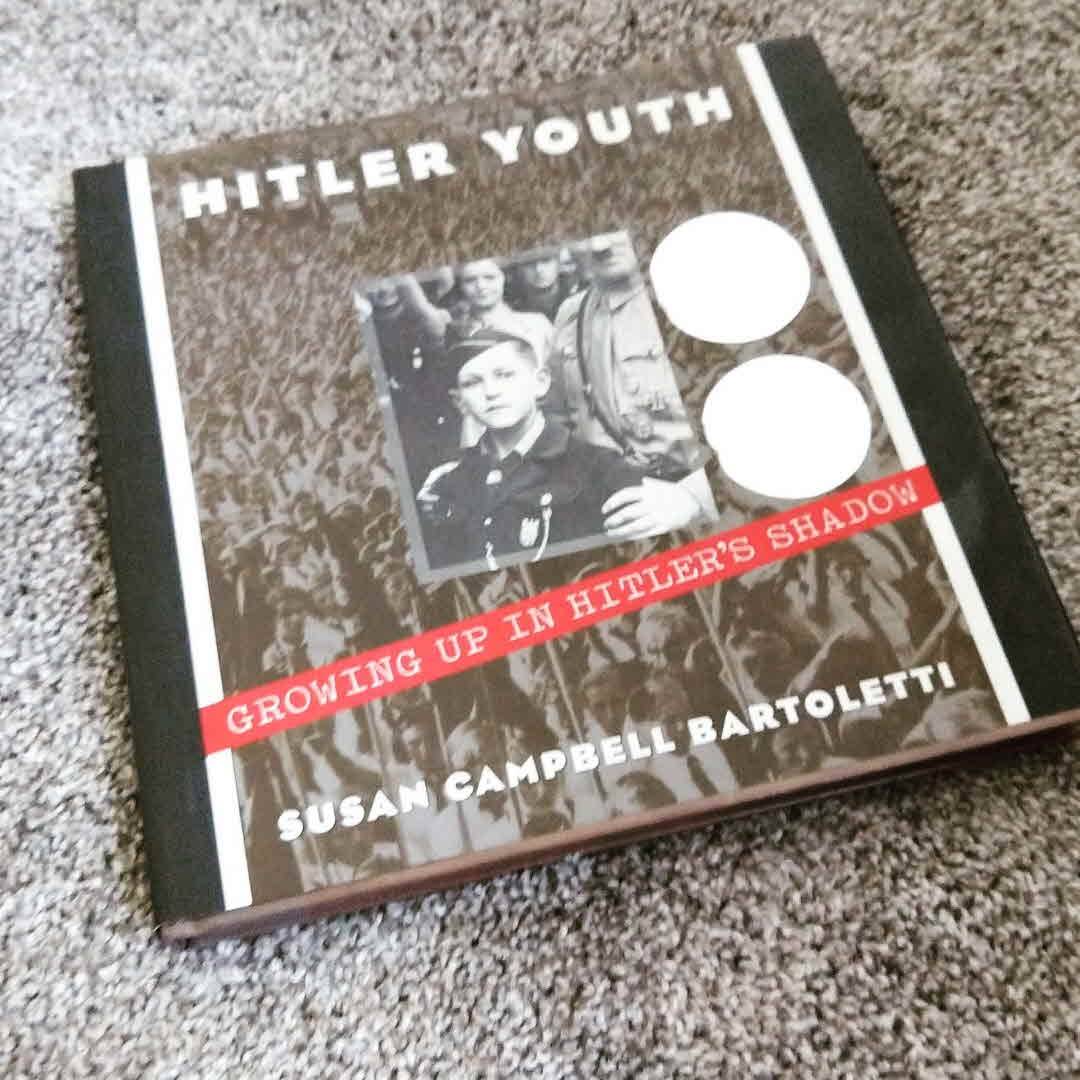 HITLER YOUTH
GROWING UP IN HITLER'S SHADOW
SUSAN CAMPBELL BARTOLETTI